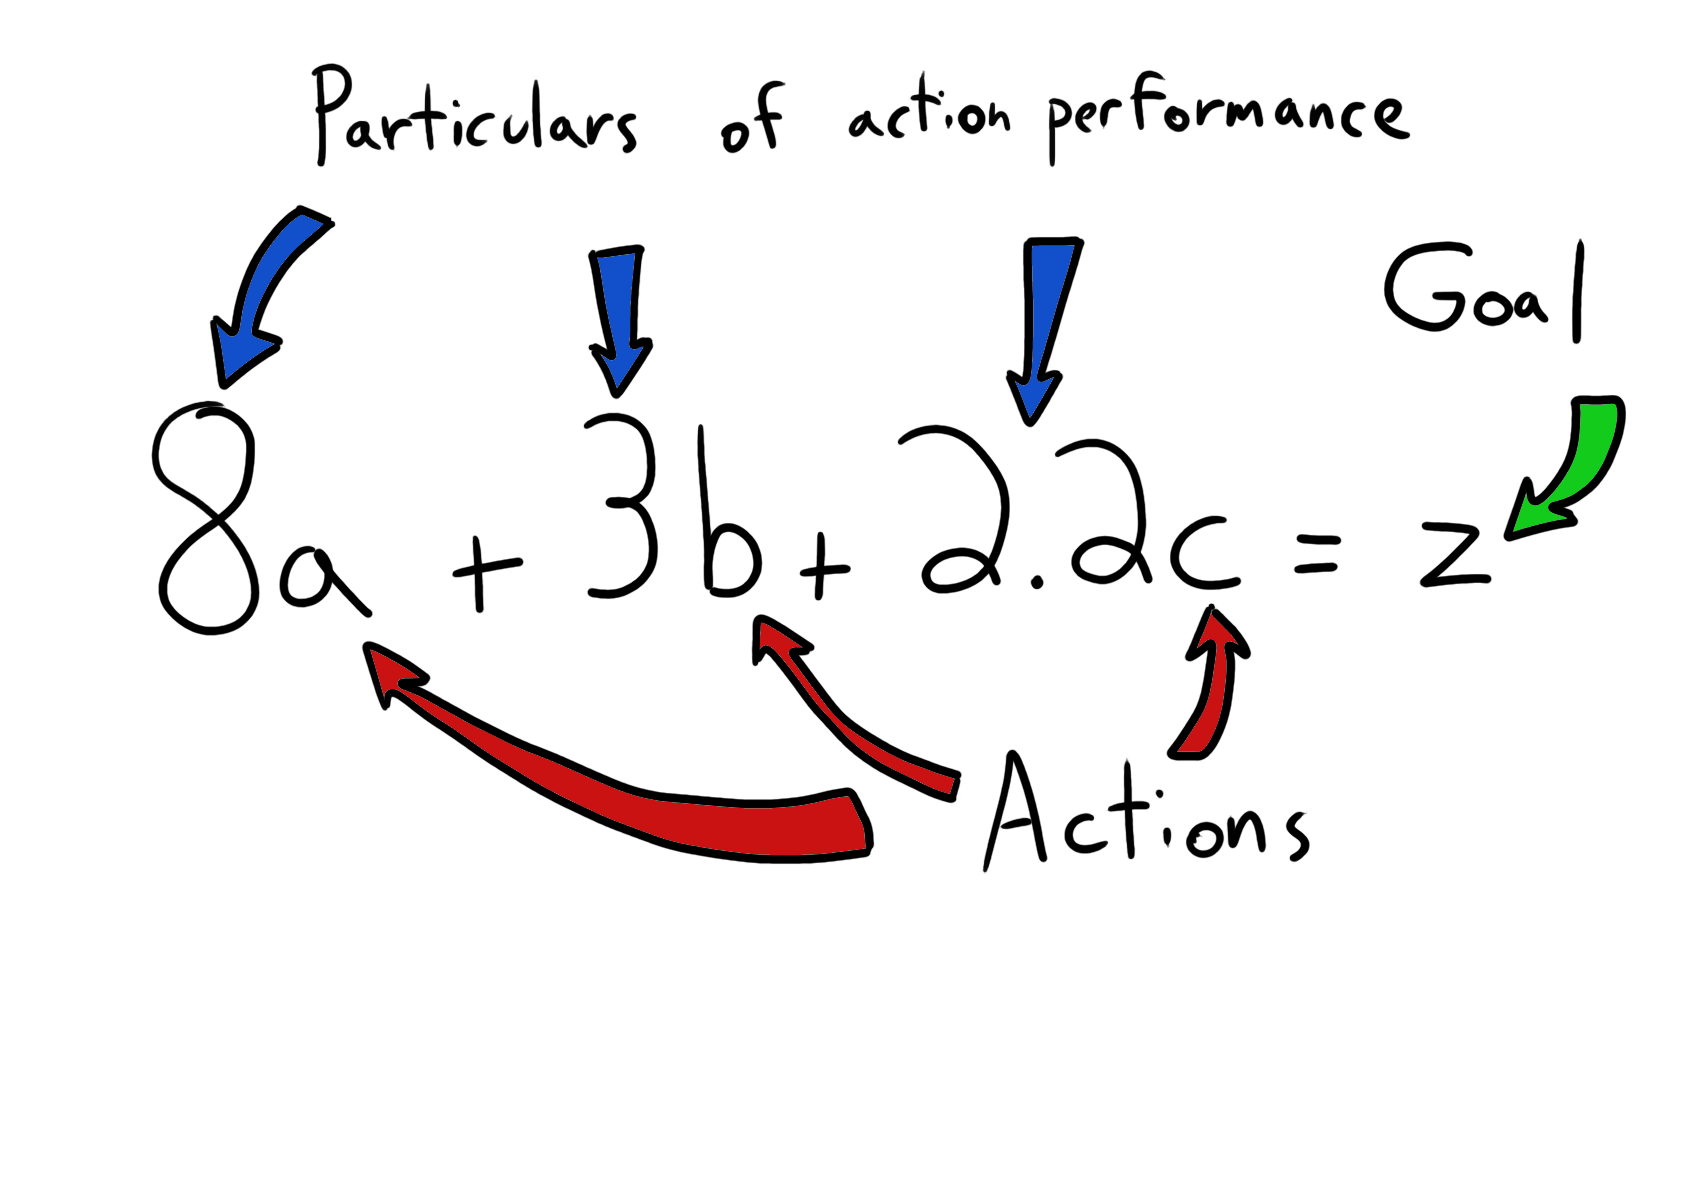 Particulars of action performance
Goal
8a + 3b + 2.2c = z
Actions